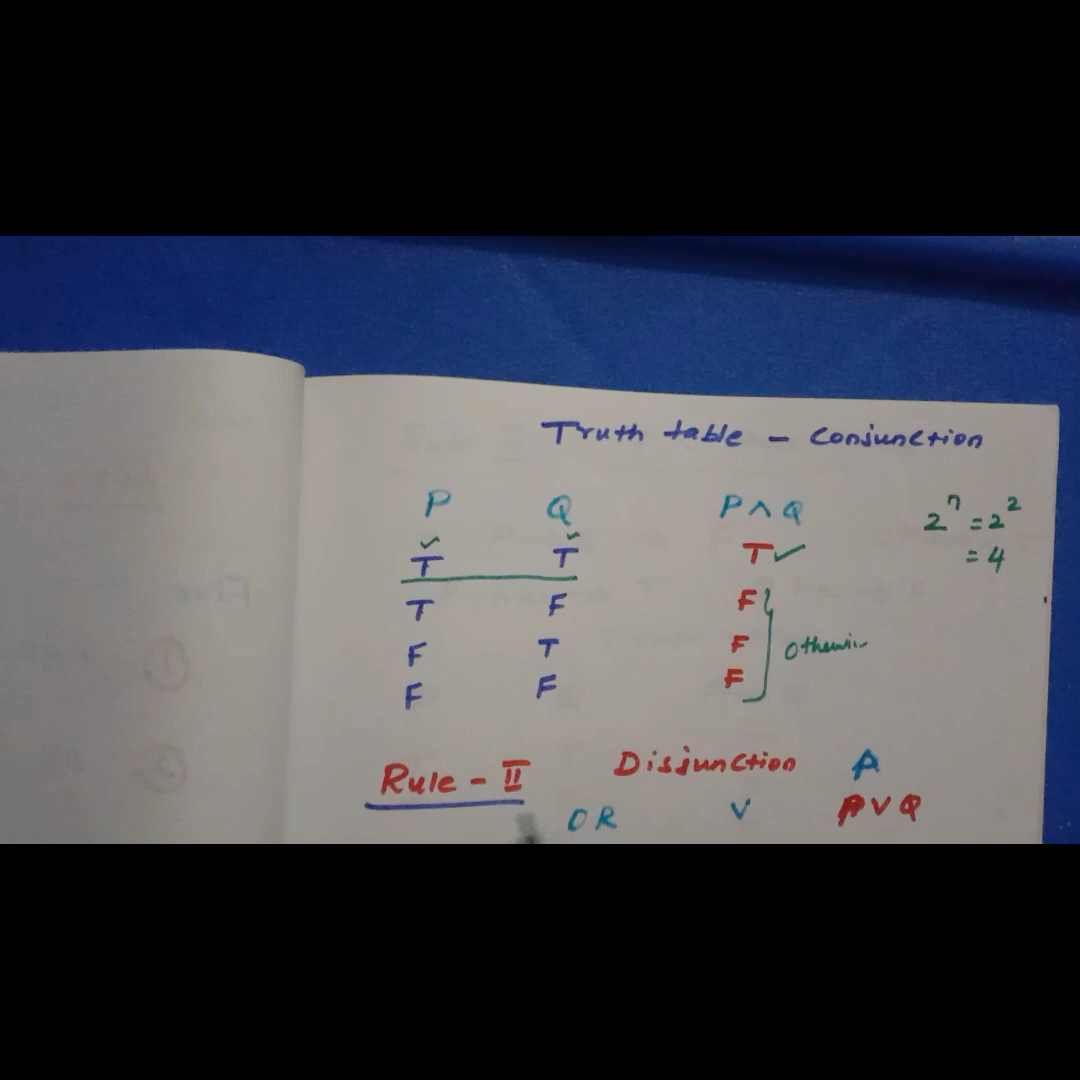 Truth table - Conjunction
P Q P ∧ Q 2ⁿ = 2²
✓ T ✓ T T ✓ = 4
T F F
F T F
F F F
Rule - II Disjunction A
OR ∨ P ∨ Q